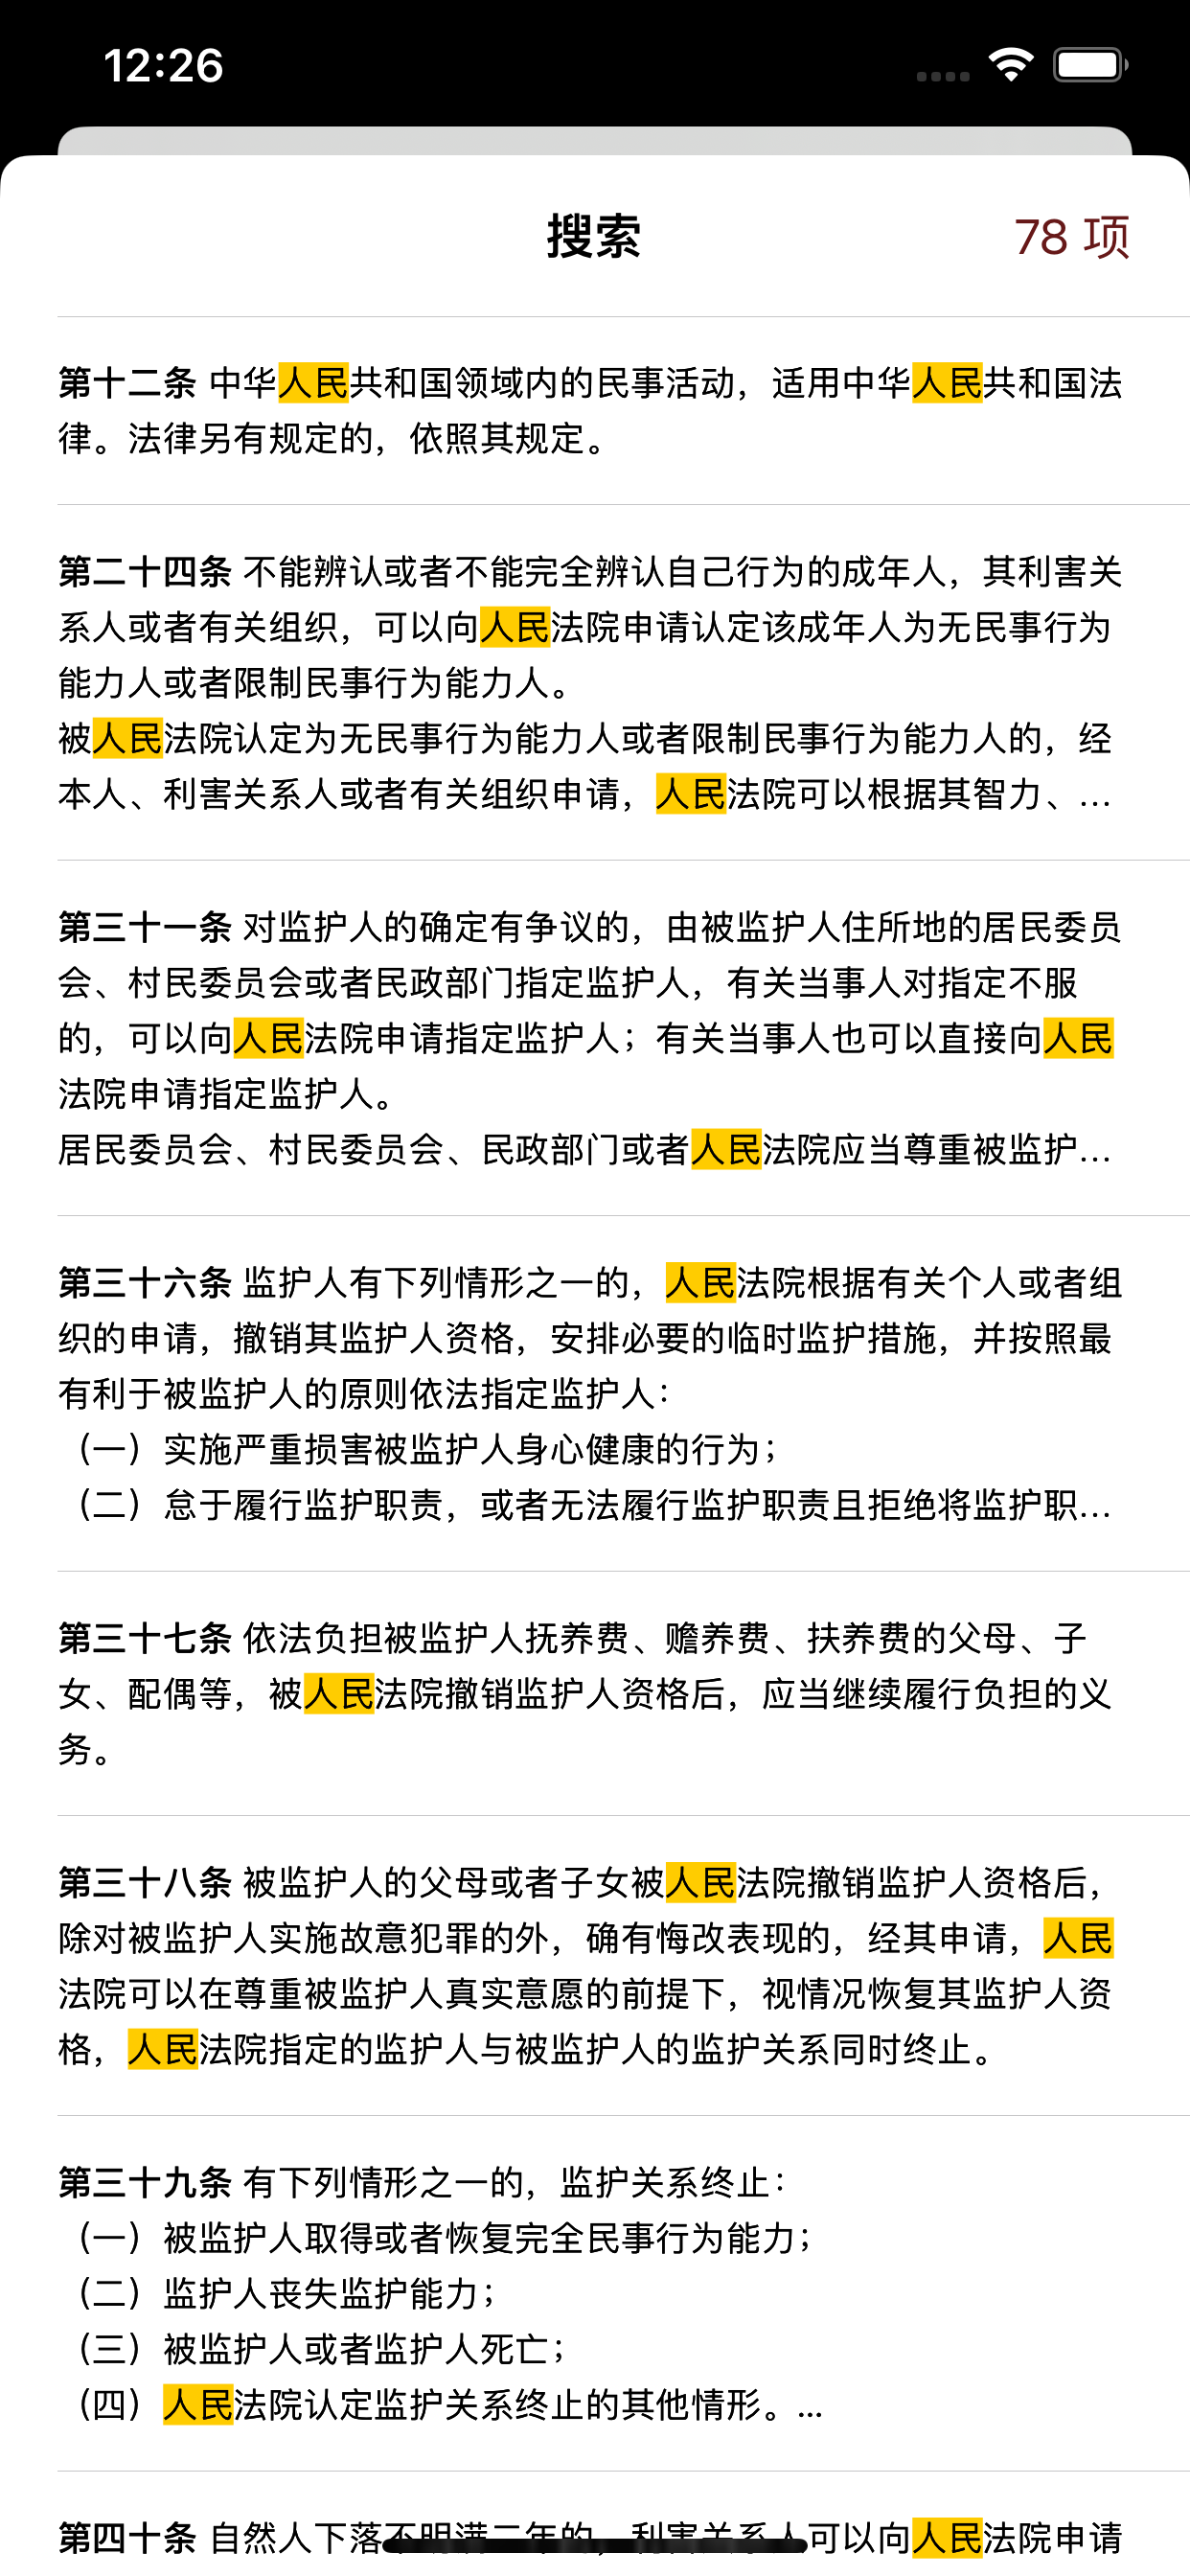 12:26
搜索
78 项
第十二条 中华人民共和国领域内的民事活动，适用中华人民共和国法
律。法律另有规定的，依照其规定。
第二十四条 不能辨认或者不能完全辨认自己行为的成年人，其利害关
系人或者有关组织，可以向人民法院申请认定该成年人为无民事行为
能力人或者限制民事行为能力人。
被人民法院认定为无民事行为能力人或者限制民事行为能力人的，经
本人、利害关系人或者有关组织申请，人民法院可以根据其智力、...
第三十一条 对监护人的确定有争议的，由被监护人住所地的居民委员
会、村民委员会或者民政部门指定监护人，有关当事人对指定不服
的，可以向人民法院申请指定监护人；有关当事人也可以直接向人民
法院申请指定监护人。
居民委员会、村民委员会、民政部门或者人民法院应当尊重被监护...
第三十六条 监护人有下列情形之一的，人民法院根据有关个人或者组
织的申请，撤销其监护人资格，安排必要的临时监护措施，并按照最
有利于被监护人的原则依法指定监护人：
（一）实施严重损害被监护人身心健康的行为；
（二）怠于履行监护职责，或者无法履行监护职责且拒绝将监护职...
第三十七条 依法负担被监护人抚养费、赡养费、扶养费的父母、子
女、配偶等，被人民法院撤销监护人资格后，应当继续履行负担的义
务。
第三十八条 被监护人的父母或者子女被人民法院撤销监护人资格后，
除对被监护人实施故意犯罪的外，确有悔改表现的，经其申请，人民
法院可以在尊重被监护人真实意愿的前提下，视情况恢复其监护人资
格，人民法院指定的监护人与被监护人的监护关系同时终止。
第三十九条 有下列情形之一的，监护关系终止：
（一）被监护人取得或者恢复完全民事行为能力；
（二）监护人丧失监护能力；
（三）被监护人或者监护人死亡；
（四）人民法院认定监护关系终止的其他情形。...
第四十条 自然人下落不明满二年的，利害关系人可以向人民法院申请